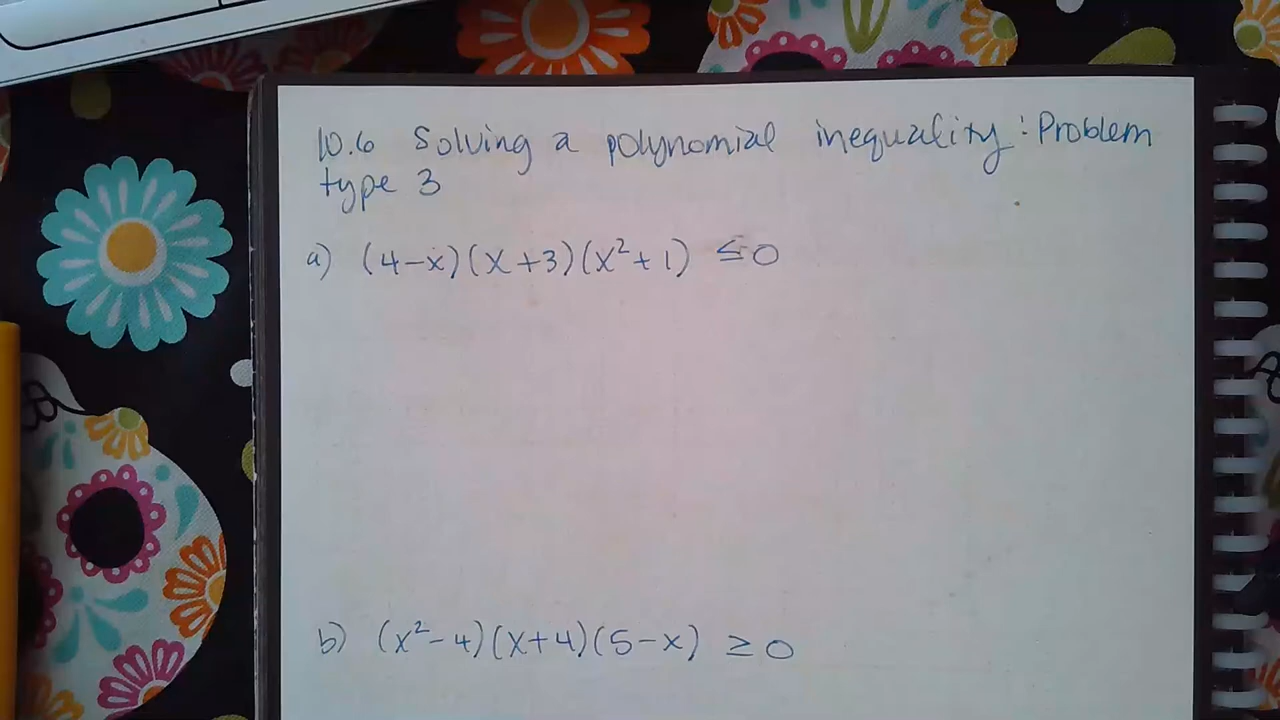 10.6 Solving a polynomial inequality: Problem
type 3
a) (4-x)(x+3)(x²+1) ≤0
b) (x²-4)(x+4)(5-x) ≥0